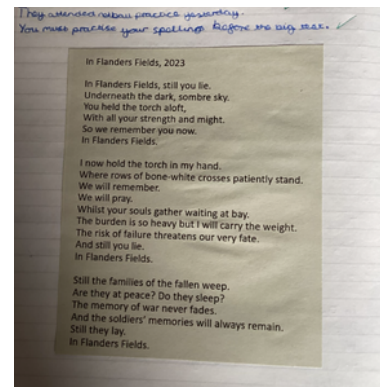 They attended netball practice yesterday.
You must practise your spellings before the big test.
In Flanders Fields, 2023
In Flanders Fields, still you lie.
Underneath the dark, sombre sky.
You held the torch aloft,
With all your strength and might.
So we remember you now.
In Flanders Fields.
I now hold the torch in my hand.
Where rows of bone-white crosses patiently stand.
We will remember.
We will pray.
Whilst your souls gather waiting at bay.
The burden is so heavy but I will carry the weight.
The risk of failure threatens our very fate.
And still you lie.
In Flanders Fields.
Still the families of the fallen weep.
Are they at peace? Do they sleep?
The memory of war never fades.
And the soldiers' memories will always remain.
Still they lay.
In Flanders Fields.